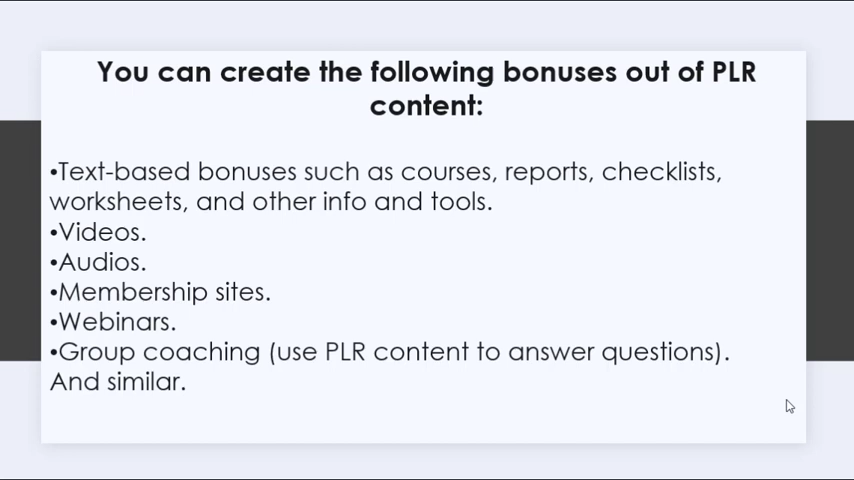 You can create the following bonuses out of PLR
content:
•Text-based bonuses such as courses, reports, checklists,
worksheets, and other info and tools.
•Videos.
•Audios.
•Membership sites.
•Webinars.
•Group coaching (use PLR content to answer questions).
And similar.